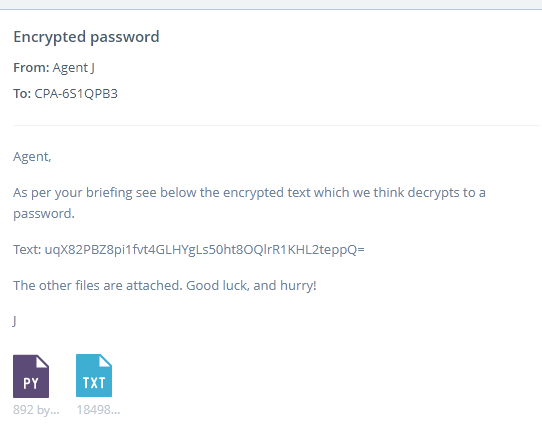 Encrypted password
From: Agent J
To: CPA-6S1QPB3
Agent,
As per your briefing see below the encrypted text which we think decrypts to a
password.
Text: uqX82PBZ8pi1fvt4GLHYgLs50ht8OQlrR1KHL2teppQ=
The other files are attached. Good luck, and hurry!
J
PY TXT
892 by... 18498...